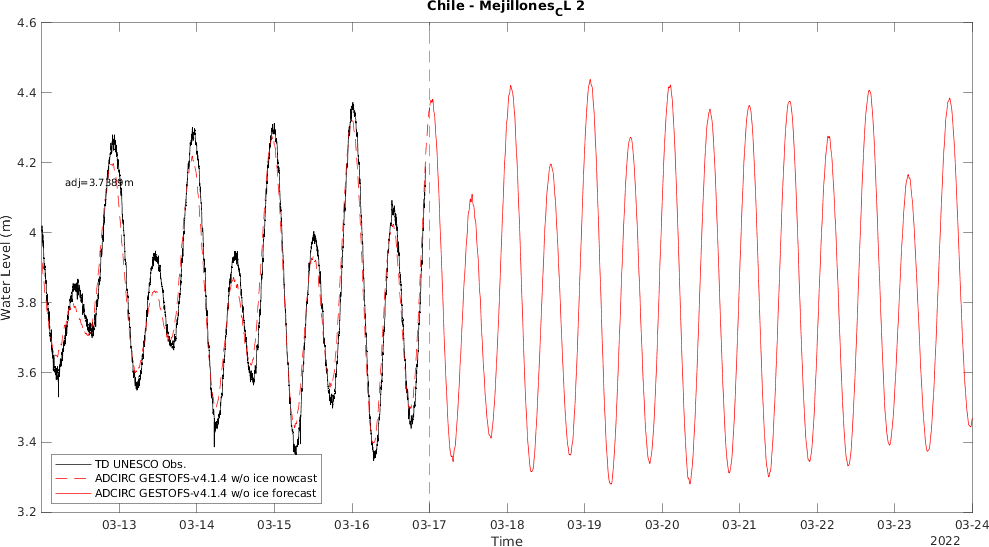 Chile - Mejillones_CL 2
4.6
4.4
4.2
4
3.8
3.6
3.4
3.2
Water Level (m)
adj=3.7389m
TD UNESCO Obs.
ADCIRC GESTOFS-v4.1.4 w/o ice nowcast
ADCIRC GESTOFS-v4.1.4 w/o ice forecast
03-13 03-14 03-15 03-16 03-17 03-18 03-19 03-20 03-21 03-22 03-23 03-24
Time
2022